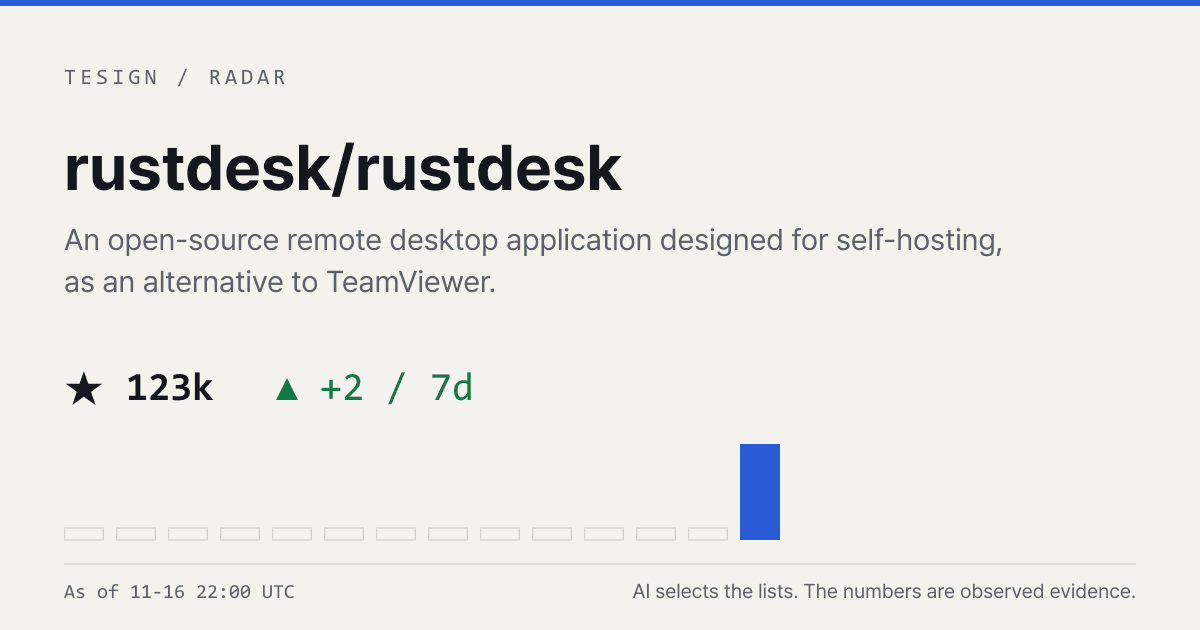 TESIGN / RADAR
rustdesk/rustdesk
An open-source remote desktop application designed for self-hosting,
as an alternative to TeamViewer.
★ 123k ▲ +2 / 7d
As of 11-16 22:00 UTC
AI selects the lists. The numbers are observed evidence.